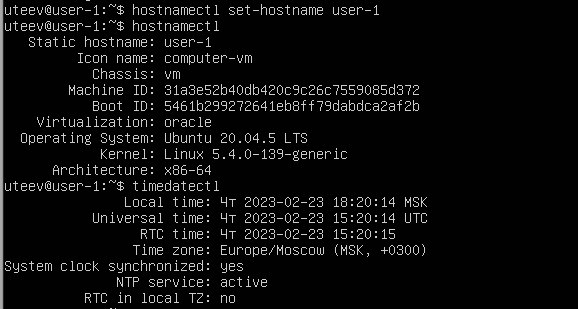 uteev@user-1:~$ hostnamectl set-hostname user-1
uteev@user-1:~$ hostnamectl
Static hostname: user-1
Icon name: computer-vm
Chassis: vm
Machine ID: 31a3e52b40db420c9c26c7559085d372
Boot ID: 5461b299272641eb8ff79dabdca2af2b
Virtualization: oracle
Operating System: Ubuntu 20.04.5 LTS
Kernel: Linux 5.4.0-139-generic
Architecture: x86-64
uteev@user-1:~$ timedatectl
Local time: Чт 2023-02-23 18:20:14 MSK
Universal time: Чт 2023-02-23 15:20:14 UTC
RTC time: Чт 2023-02-23 15:20:15
Time zone: Europe/Moscow (MSK, +0300)
System clock synchronized: yes
NTP service: active
RTC in local TZ: no